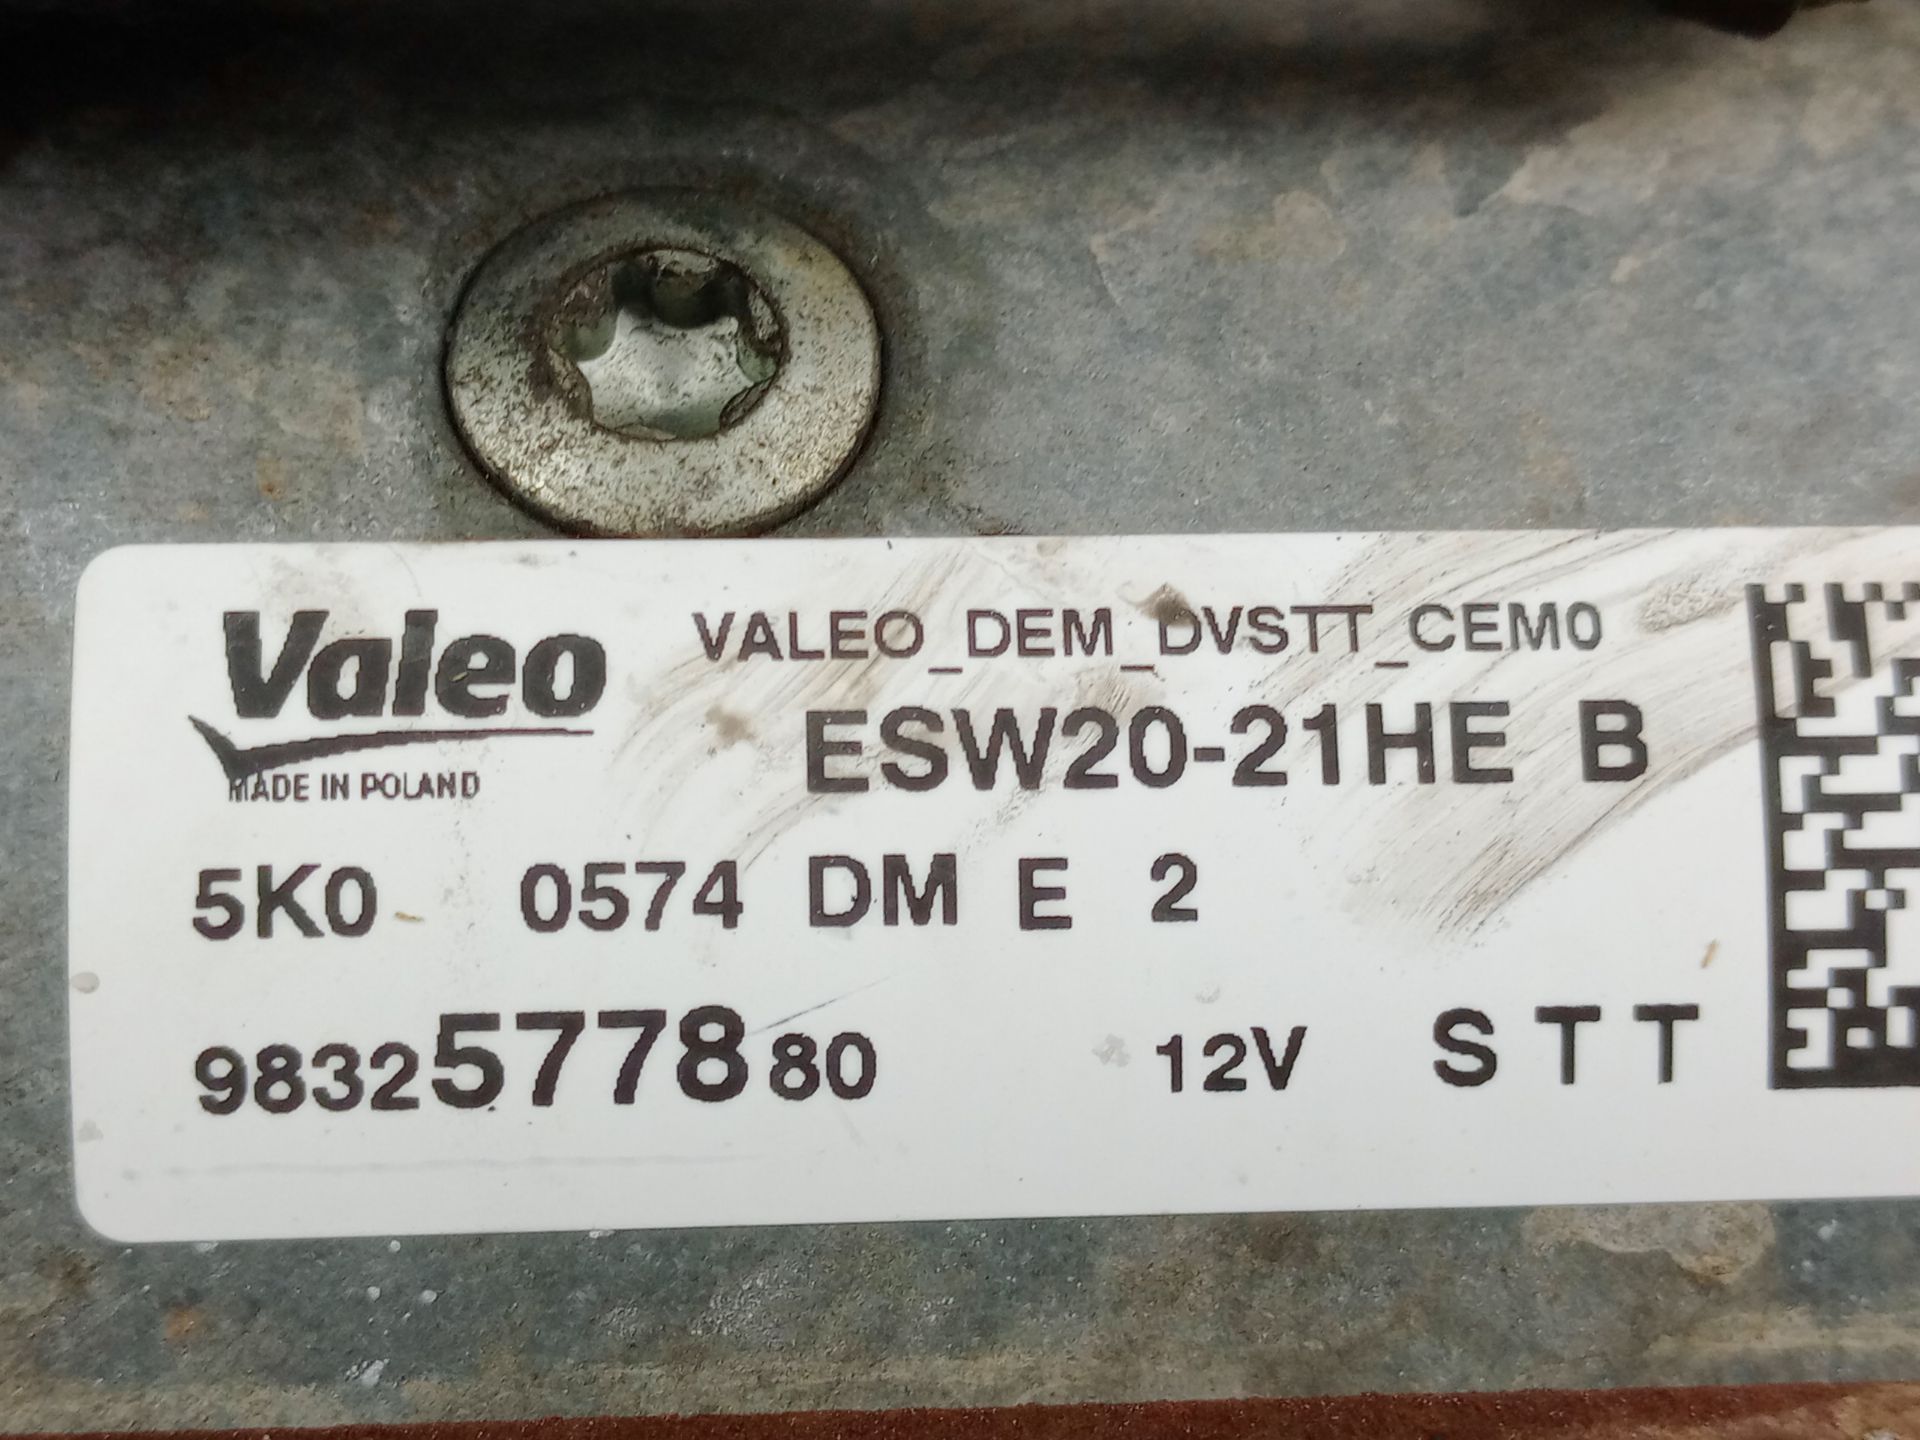 Valeo VALEO_DEM_DVSTT_CEM0
ESW20-21HE B
MADE IN POLAND
5K0 0574 DM E 2
9832577880 12V STT